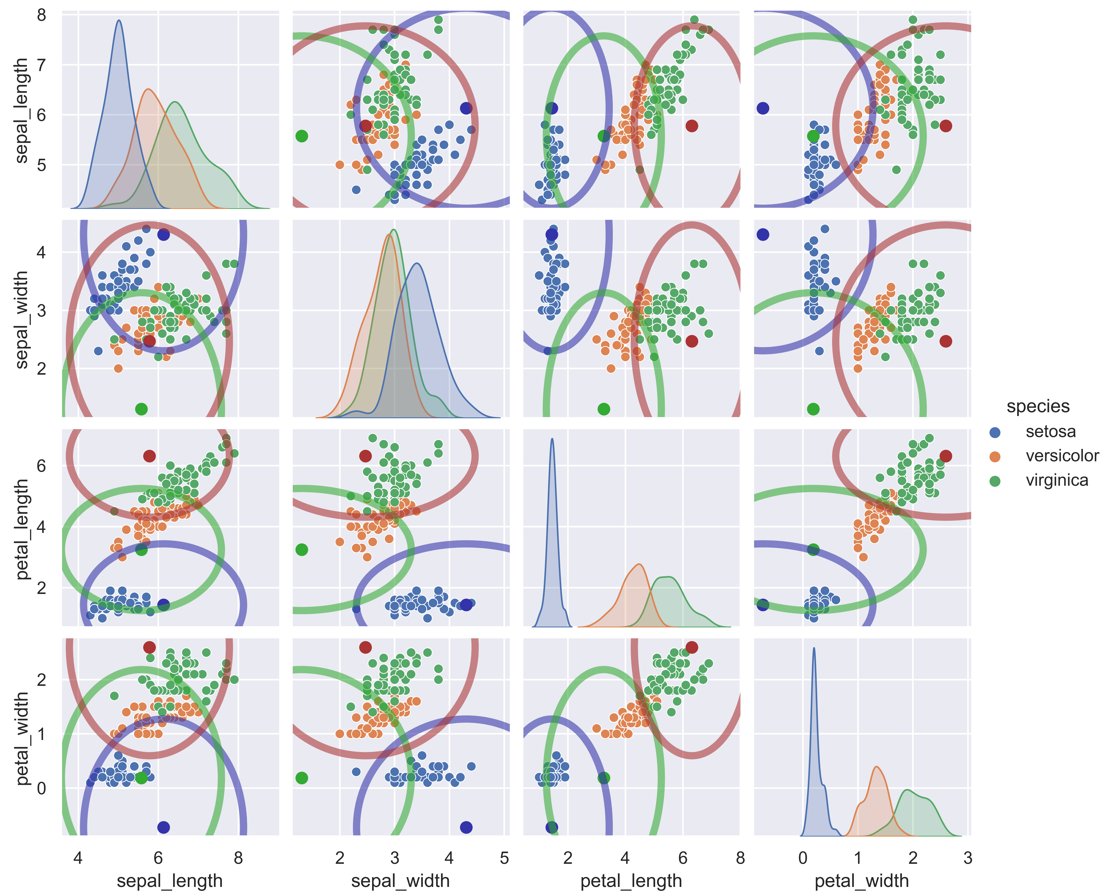 8
7
6
5
sepal_length
4
3
2
sepal_width
6
4
2
petal_length
2
1
0
petal_width
4 6 8
2 3 4 5
2 4 6 8
0 1 2 3
sepal_length
sepal_width
petal_length
petal_width
species
setosa
versicolor
virginica